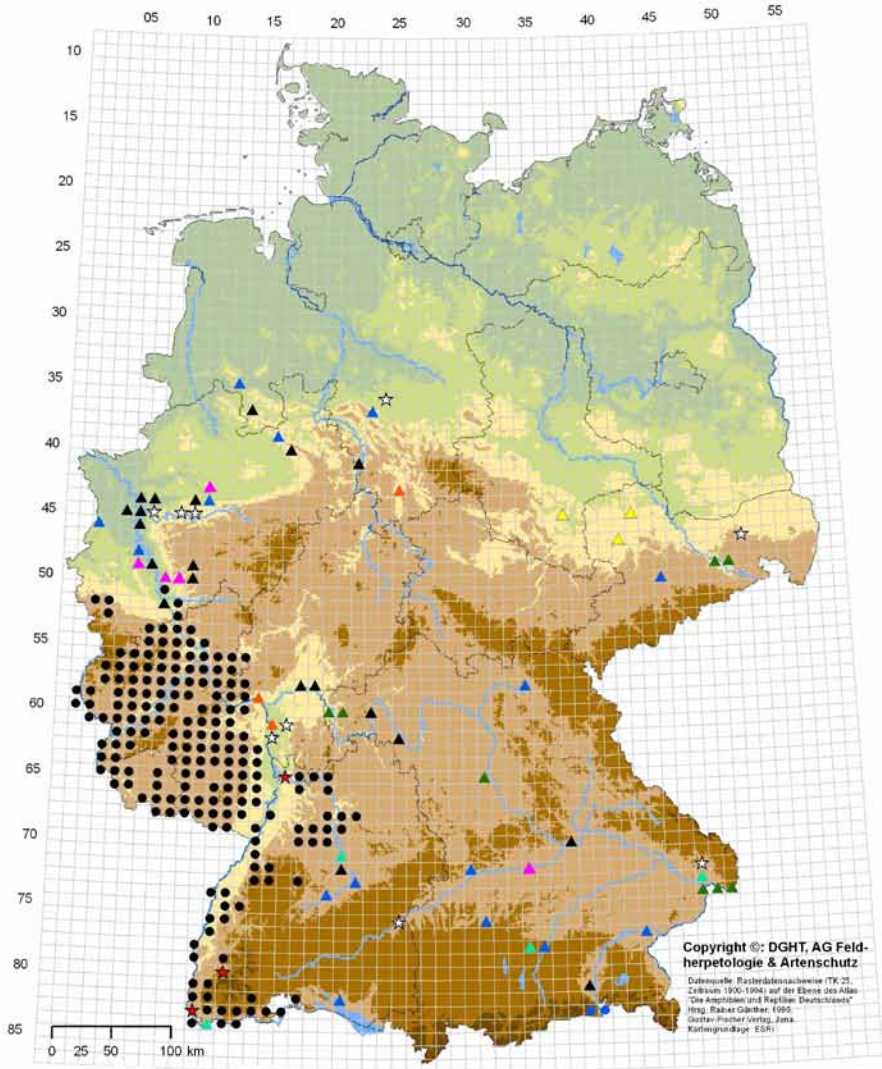 05 10 15 20 25 30 35 40 45 50 55
10
15
20
25
30
35
40
45
50
55
60
65
70
75
80
85
Copyright ©: DGHT, AG Feld-
herpetologie & Artenschutz
Datenquelle: Rasterdatennachweise (TK 25,
Zeitraum 1900-1994) auf der Ebene des Atlas
"Die Amphibien und Reptilien Deutschlands"
Hrsg. Rainer Günther, 1996,
Gustav-Fischer Verlag, Jena.
Kartengrundlage: ESRI
0 25 50 100 km